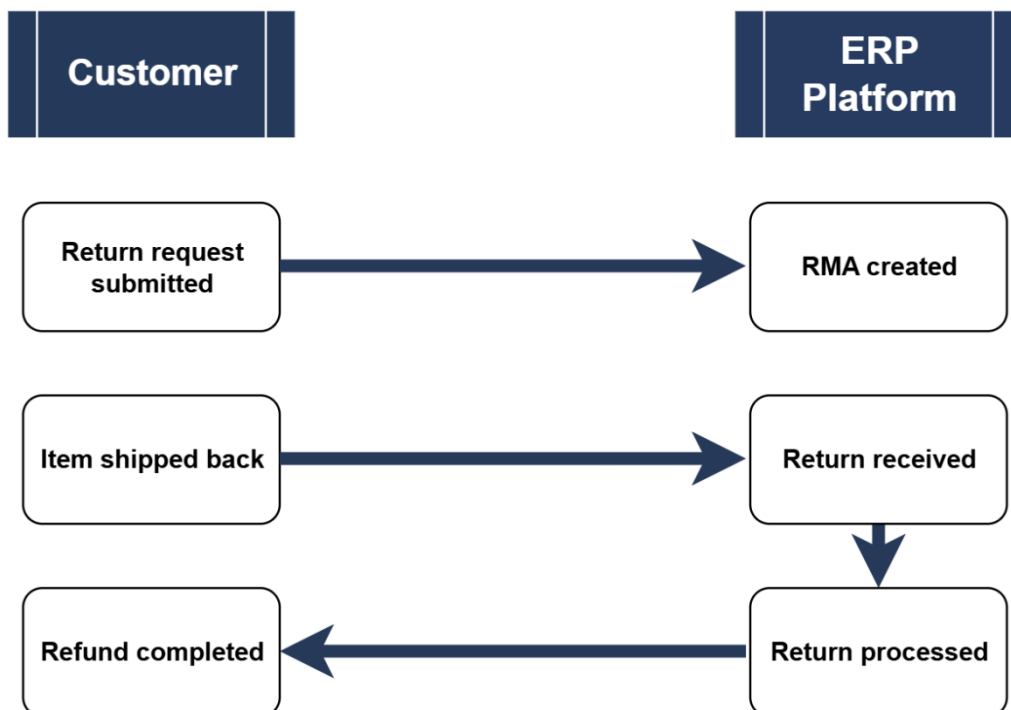 Customer
ERP
Platform
Return request
submitted
RMA created
Item shipped back
Return received
Refund completed
Return processed